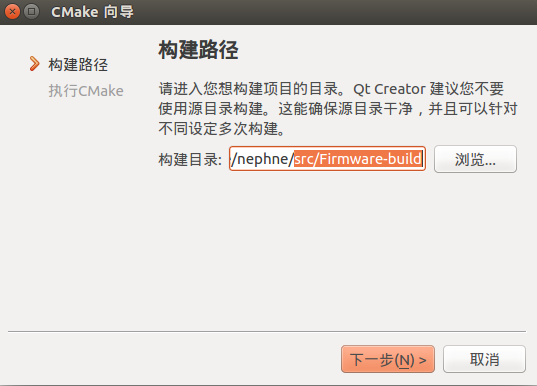 CMake 向导
构建路径
执行CMake
构建路径
请进入您想构建项目的目录。Qt Creator 建议您不要
使用源目录构建。这能确保源目录干净，并且可以针对
不同设定多次构建。
构建目录: /nephne/src/Firmware-build 浏览...
下一步(N) > 取消